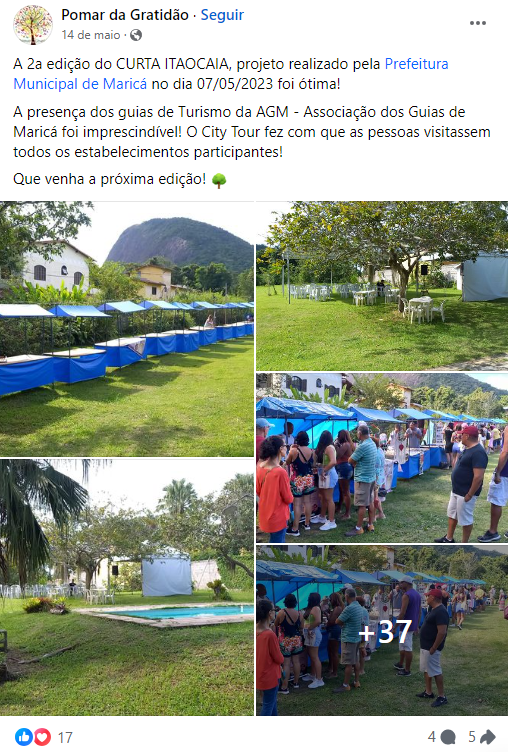 Pomar da Gratidão · Seguir
14 de maio ·
A 2a edição do CURTA ITAOCAIA, projeto realizado pela Prefeitura
Municipal de Maricá no dia 07/05/2023 foi ótima!
A presença dos guias de Turismo da AGM - Associação dos Guias de
Maricá foi imprescindível! O City Tour fez com que as pessoas visitassem
todos os estabelecimentos participantes!
Que venha a próxima edição!
+37
17
4
5